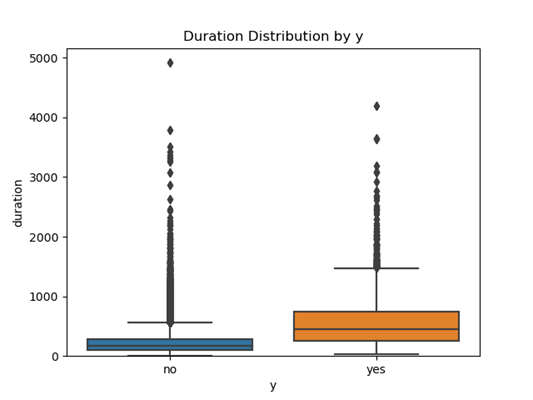 Duration Distribution by y
5000
4000
3000
2000
1000
0
duration
no
yes
y